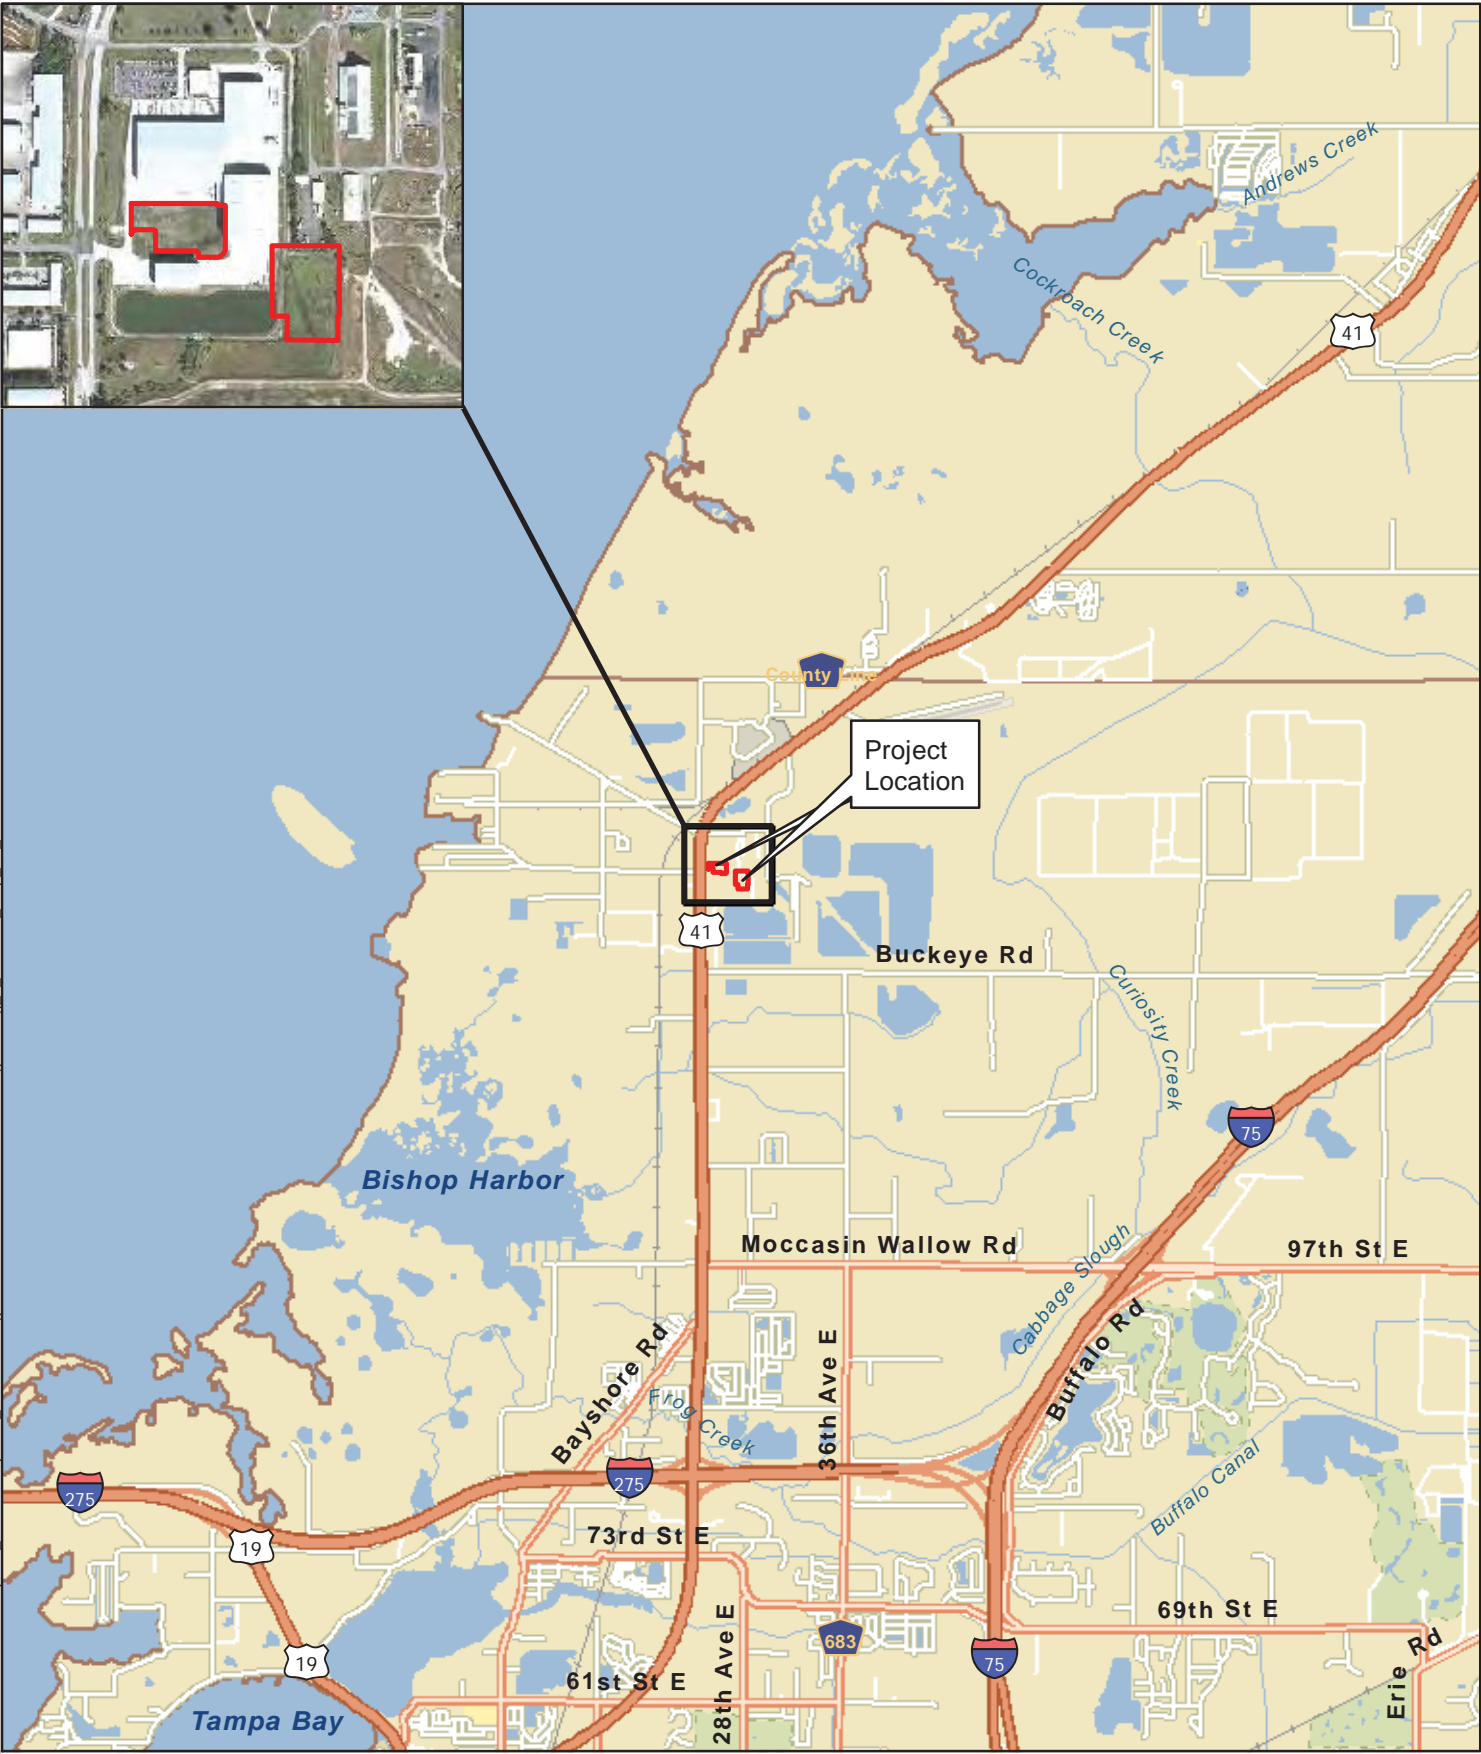 Andrews Creek
Cockroach Creek
41
County Line
Project
Location
41
Buckeye Rd
Curiosity Creek
75
Bishop Harbor
Moccasin Wallow Rd
97th St E
Cabbage Slough
Buffalo Rd
Bayshore Rd
36th Ave E
Frog Creek
275
275
Buffalo Canal
19
73rd St E
69th St E
28th Ave E
683
Erie Rd
75
19
61st St E
Tampa Bay